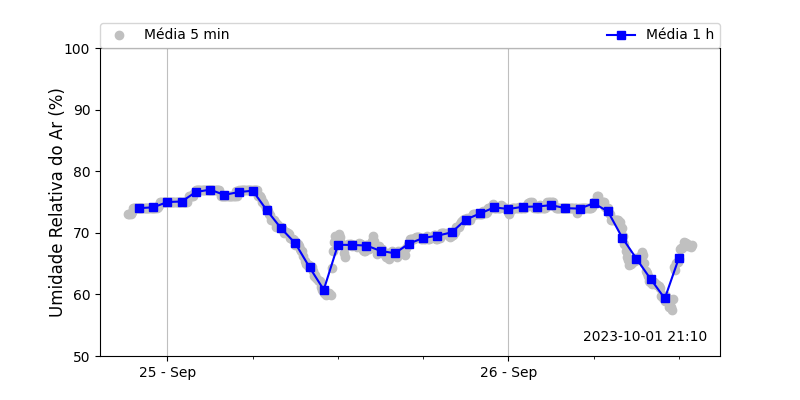 Média 5 min
Média 1 h
100
90
80
70
60
50
Umidade Relativa do Ar (%)
2023-10-01 21:10
25 - Sep
26 - Sep